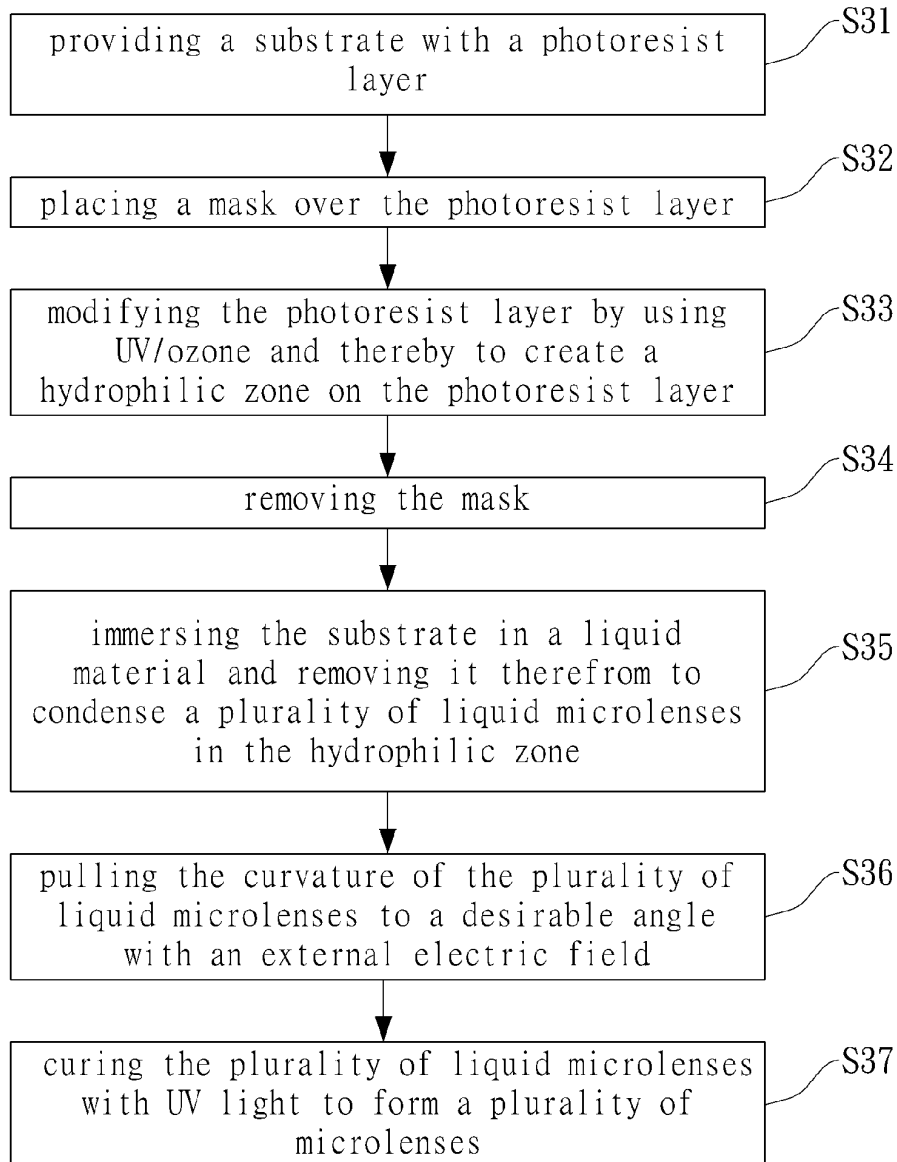 S31
providing a substrate with a photoresist
layer
S32
placing a mask over the photoresist layer
S33
modifying the photoresist layer by using
UV/ozone and thereby to create a
hydrophilic zone on the photoresist layer
S34
removing the mask
S35
immersing the substrate in a liquid
material and removing it therefrom to
condense a plurality of liquid microlenses
in the hydrophilic zone
S36
pulling the curvature of the plurality of
liquid microlenses to a desirable angle
with an external electric field
S37
curing the plurality of liquid microlenses
with UV light to form a plurality of
microlenses